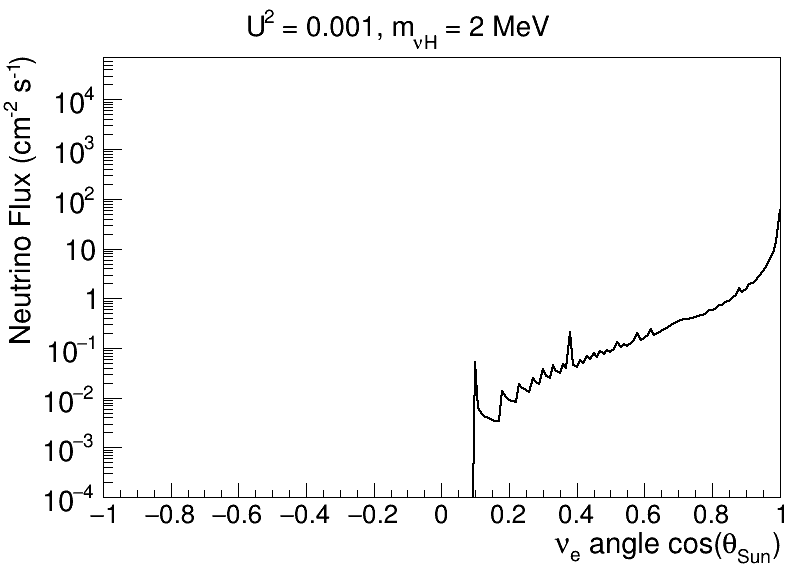 U² = 0.001, m_νH = 2 MeV
Neutrino Flux (cm⁻² s⁻¹)
10⁴
10³
10²
10
1
10⁻¹
10⁻²
10⁻³
10⁻⁴
−1 −0.8 −0.6 −0.4 −0.2 0 0.2 0.4 0.6 0.8 1
ν_e angle cos(θ_Sun)